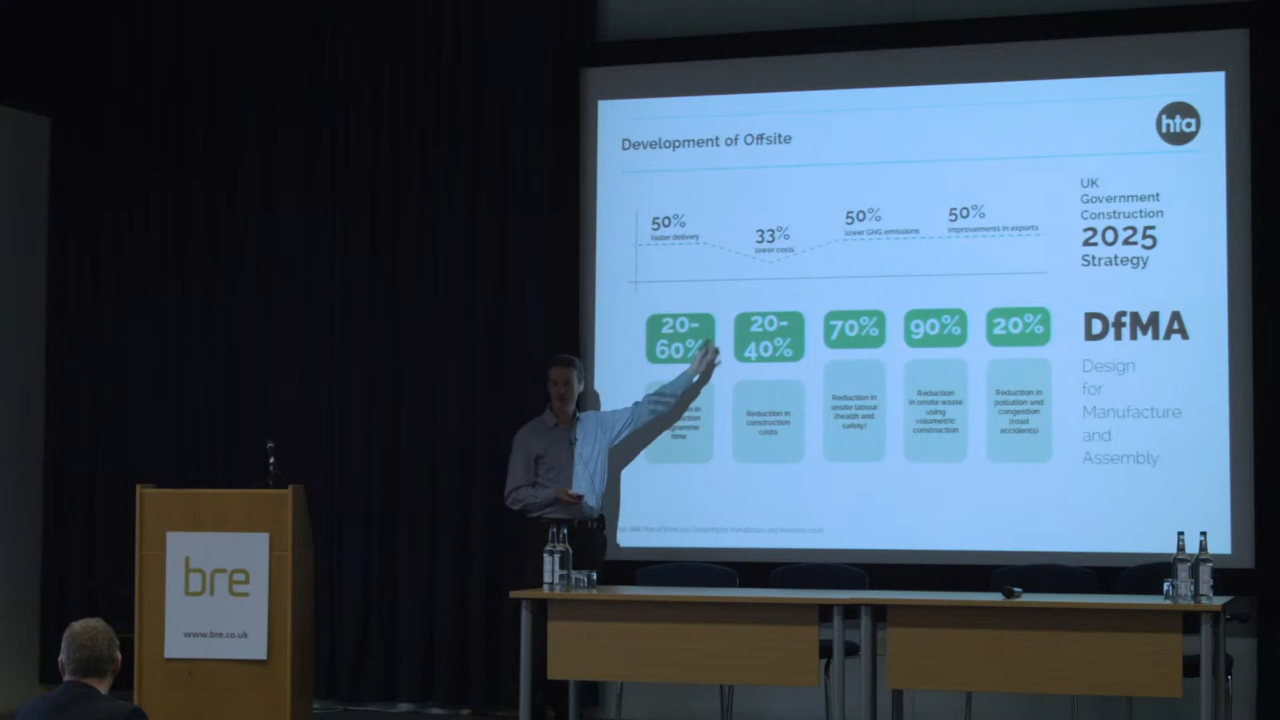 Development of Offsite
hta
50%
faster delivery
33%
lower costs
50%
lower GHG emissions
50%
improvements in exports
UK
Government
Construction
2025
Strategy
20-
60%
20-
40%
70%
90%
20%
DfMA
Design
for
Manufacture
and
Assembly
time
Reduction in
construction
costs
Reduction in
onsite labour
(health and
safety)
Reduction
in onsite waste
using
volumetric
construction
Reduction in
pollution and
congestion
(road
accidents)
bre
www.bre.co.uk